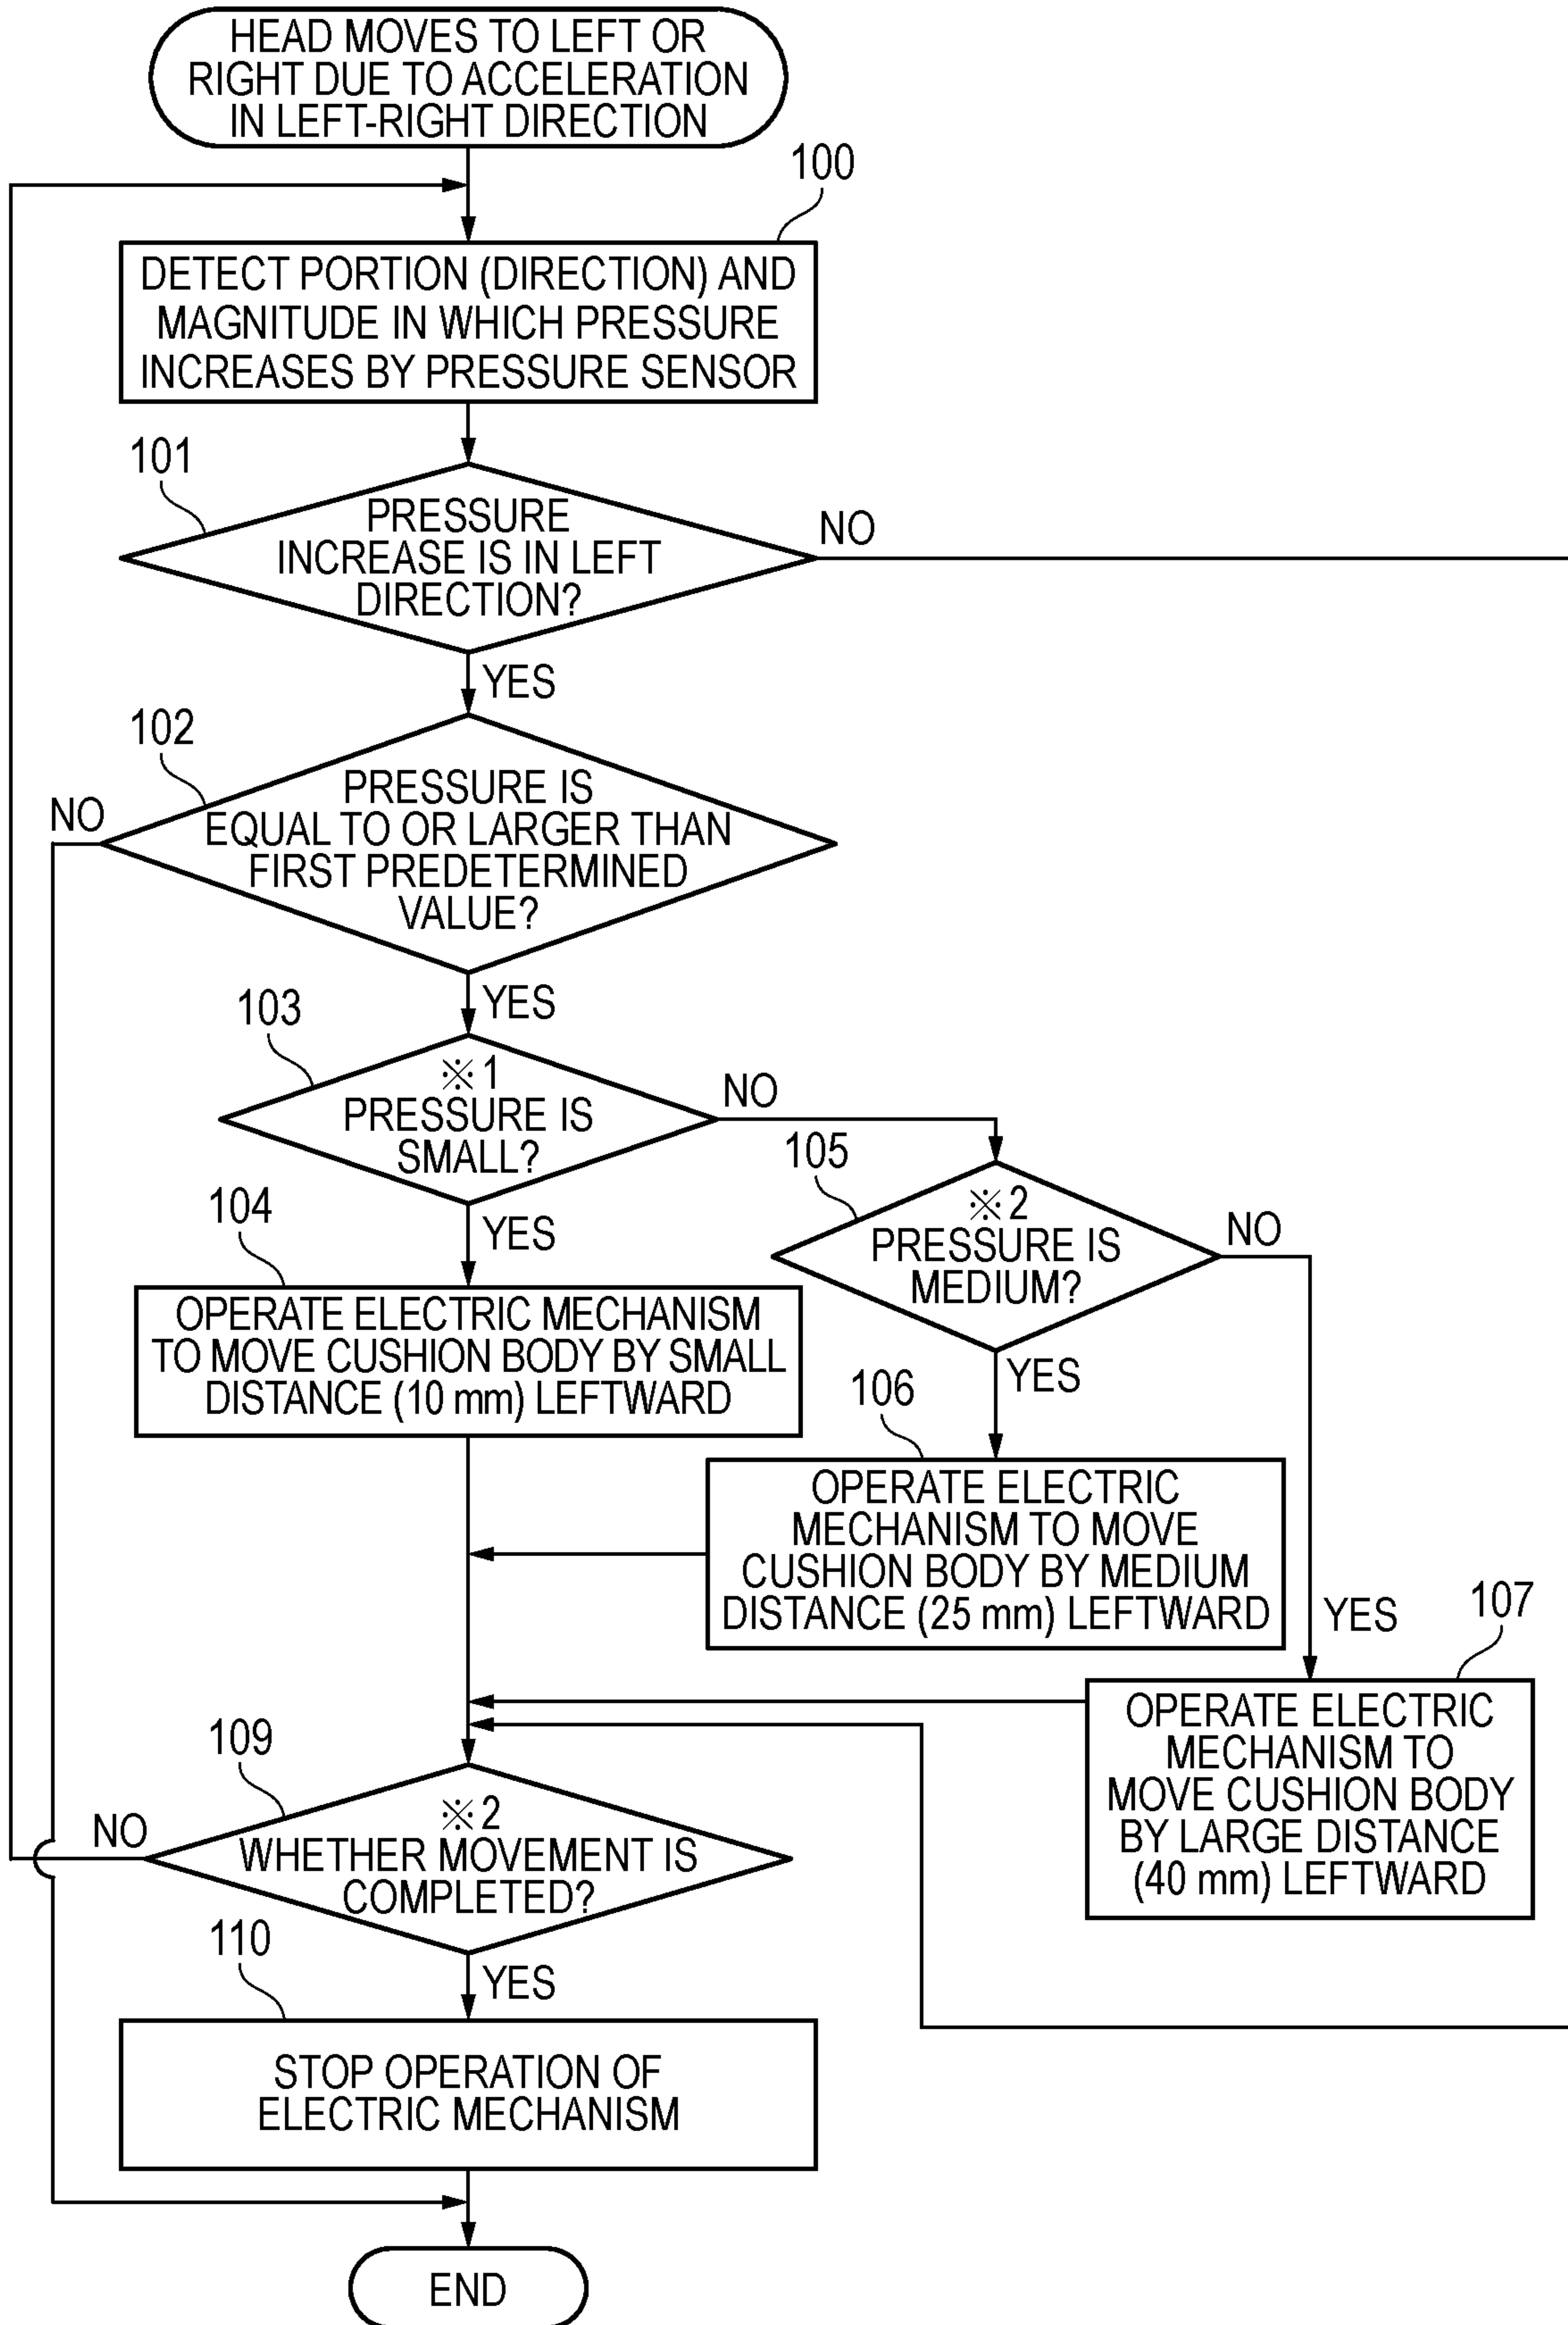 HEAD MOVES TO LEFT OR
RIGHT DUE TO ACCELERATION
IN LEFT-RIGHT DIRECTION
100
DETECT PORTION (DIRECTION) AND
MAGNITUDE IN WHICH PRESSURE
INCREASES BY PRESSURE SENSOR
101
PRESSURE
INCREASE IS IN LEFT
DIRECTION?
NO
YES
102
PRESSURE IS
EQUAL TO OR LARGER THAN
FIRST PREDETERMINED
VALUE?
NO
YES
103
※1
PRESSURE IS
SMALL?
NO
YES
105
※2
PRESSURE IS
MEDIUM?
NO
YES
104
OPERATE ELECTRIC MECHANISM
TO MOVE CUSHION BODY BY SMALL
DISTANCE (10 mm) LEFTWARD
106
OPERATE ELECTRIC
MECHANISM TO MOVE
CUSHION BODY BY MEDIUM
DISTANCE (25 mm) LEFTWARD
YES
107
OPERATE ELECTRIC
MECHANISM TO
MOVE CUSHION BODY
BY LARGE DISTANCE
(40 mm) LEFTWARD
109
※2
WHETHER MOVEMENT IS
COMPLETED?
NO
YES
110
STOP OPERATION OF
ELECTRIC MECHANISM
END